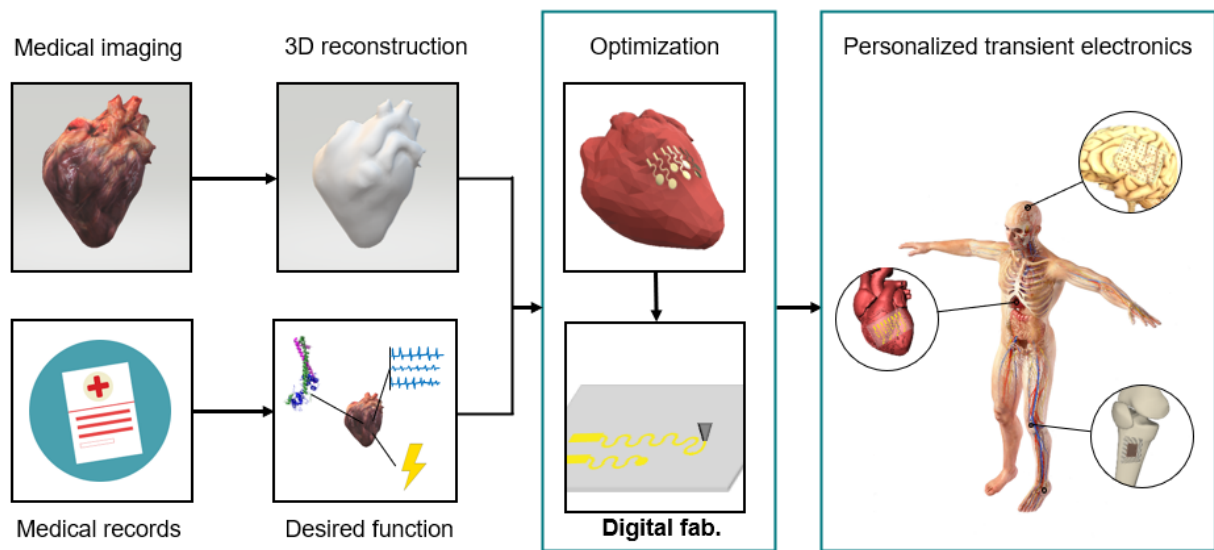 Medical imaging
3D reconstruction
Optimization
Personalized transient electronics
Medical records
Desired function
Digital fab.